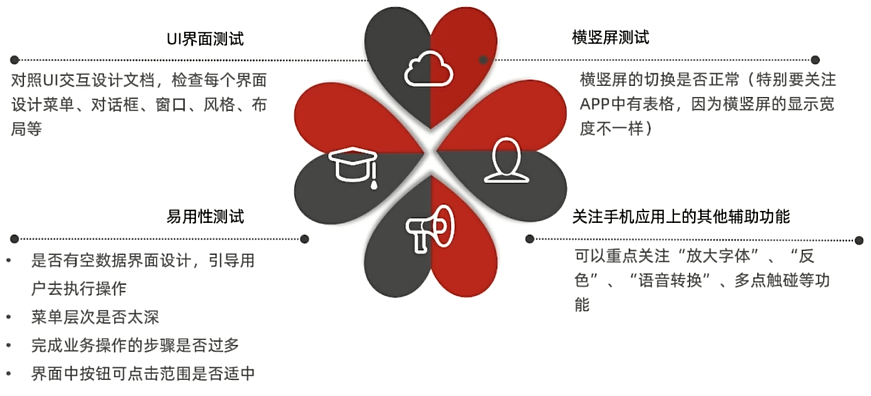 UI界面测试
对照UI交互设计文档，检查每个界面
设计菜单、对话框、窗口、风格、布
局等
横竖屏测试
横竖屏的切换是否正常（特别要关注
APP中有表格，因为横竖屏的显示宽
度不一样）
易用性测试
• 是否有空数据界面设计，引导用
户去执行操作
• 菜单层次是否太深
• 完成业务操作的步骤是否过多
• 界面中按钮可点击范围是否适中
关注手机应用上的其他辅助功能
可以重点关注“放大字体”、“反
色”、“语音转换”、多点触碰等功
能